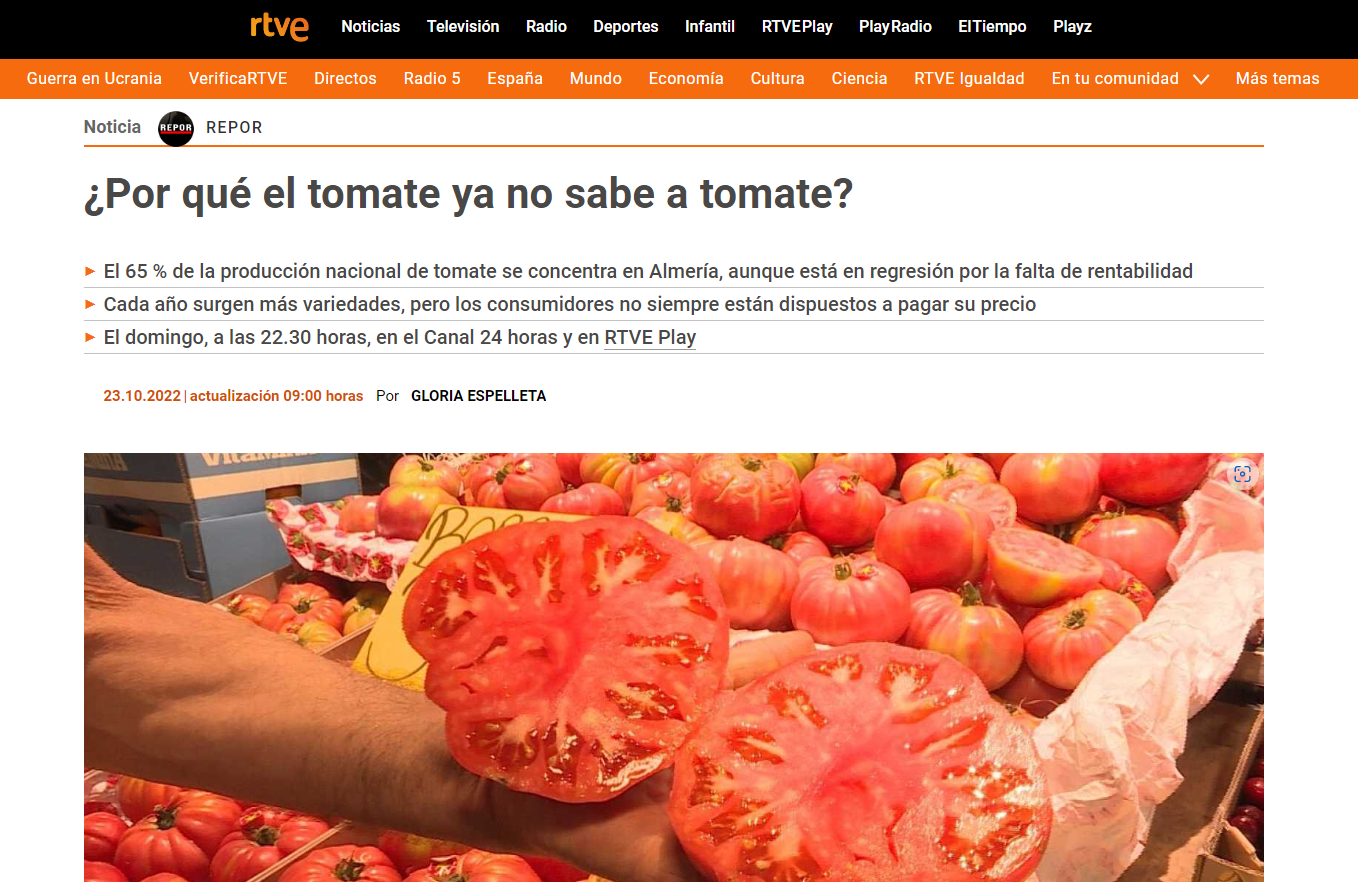 rtve Noticias Televisión Radio Deportes Infantil RTVEPlay PlayRadio ElTiempo Playz
Guerra en Ucrania VerificaRTVE Directos Radio 5 España Mundo Economía Cultura Ciencia RTVE Igualdad En tu comunidad Más temas
Noticia REPOR REPOR
¿Por qué el tomate ya no sabe a tomate?
El 65 % de la producción nacional de tomate se concentra en Almería, aunque está en regresión por la falta de rentabilidad
Cada año surgen más variedades, pero los consumidores no siempre están dispuestos a pagar su precio
El domingo, a las 22.30 horas, en el Canal 24 horas y en RTVE Play
23.10.2022 | actualización 09:00 horas Por GLORIA ESPELLETA